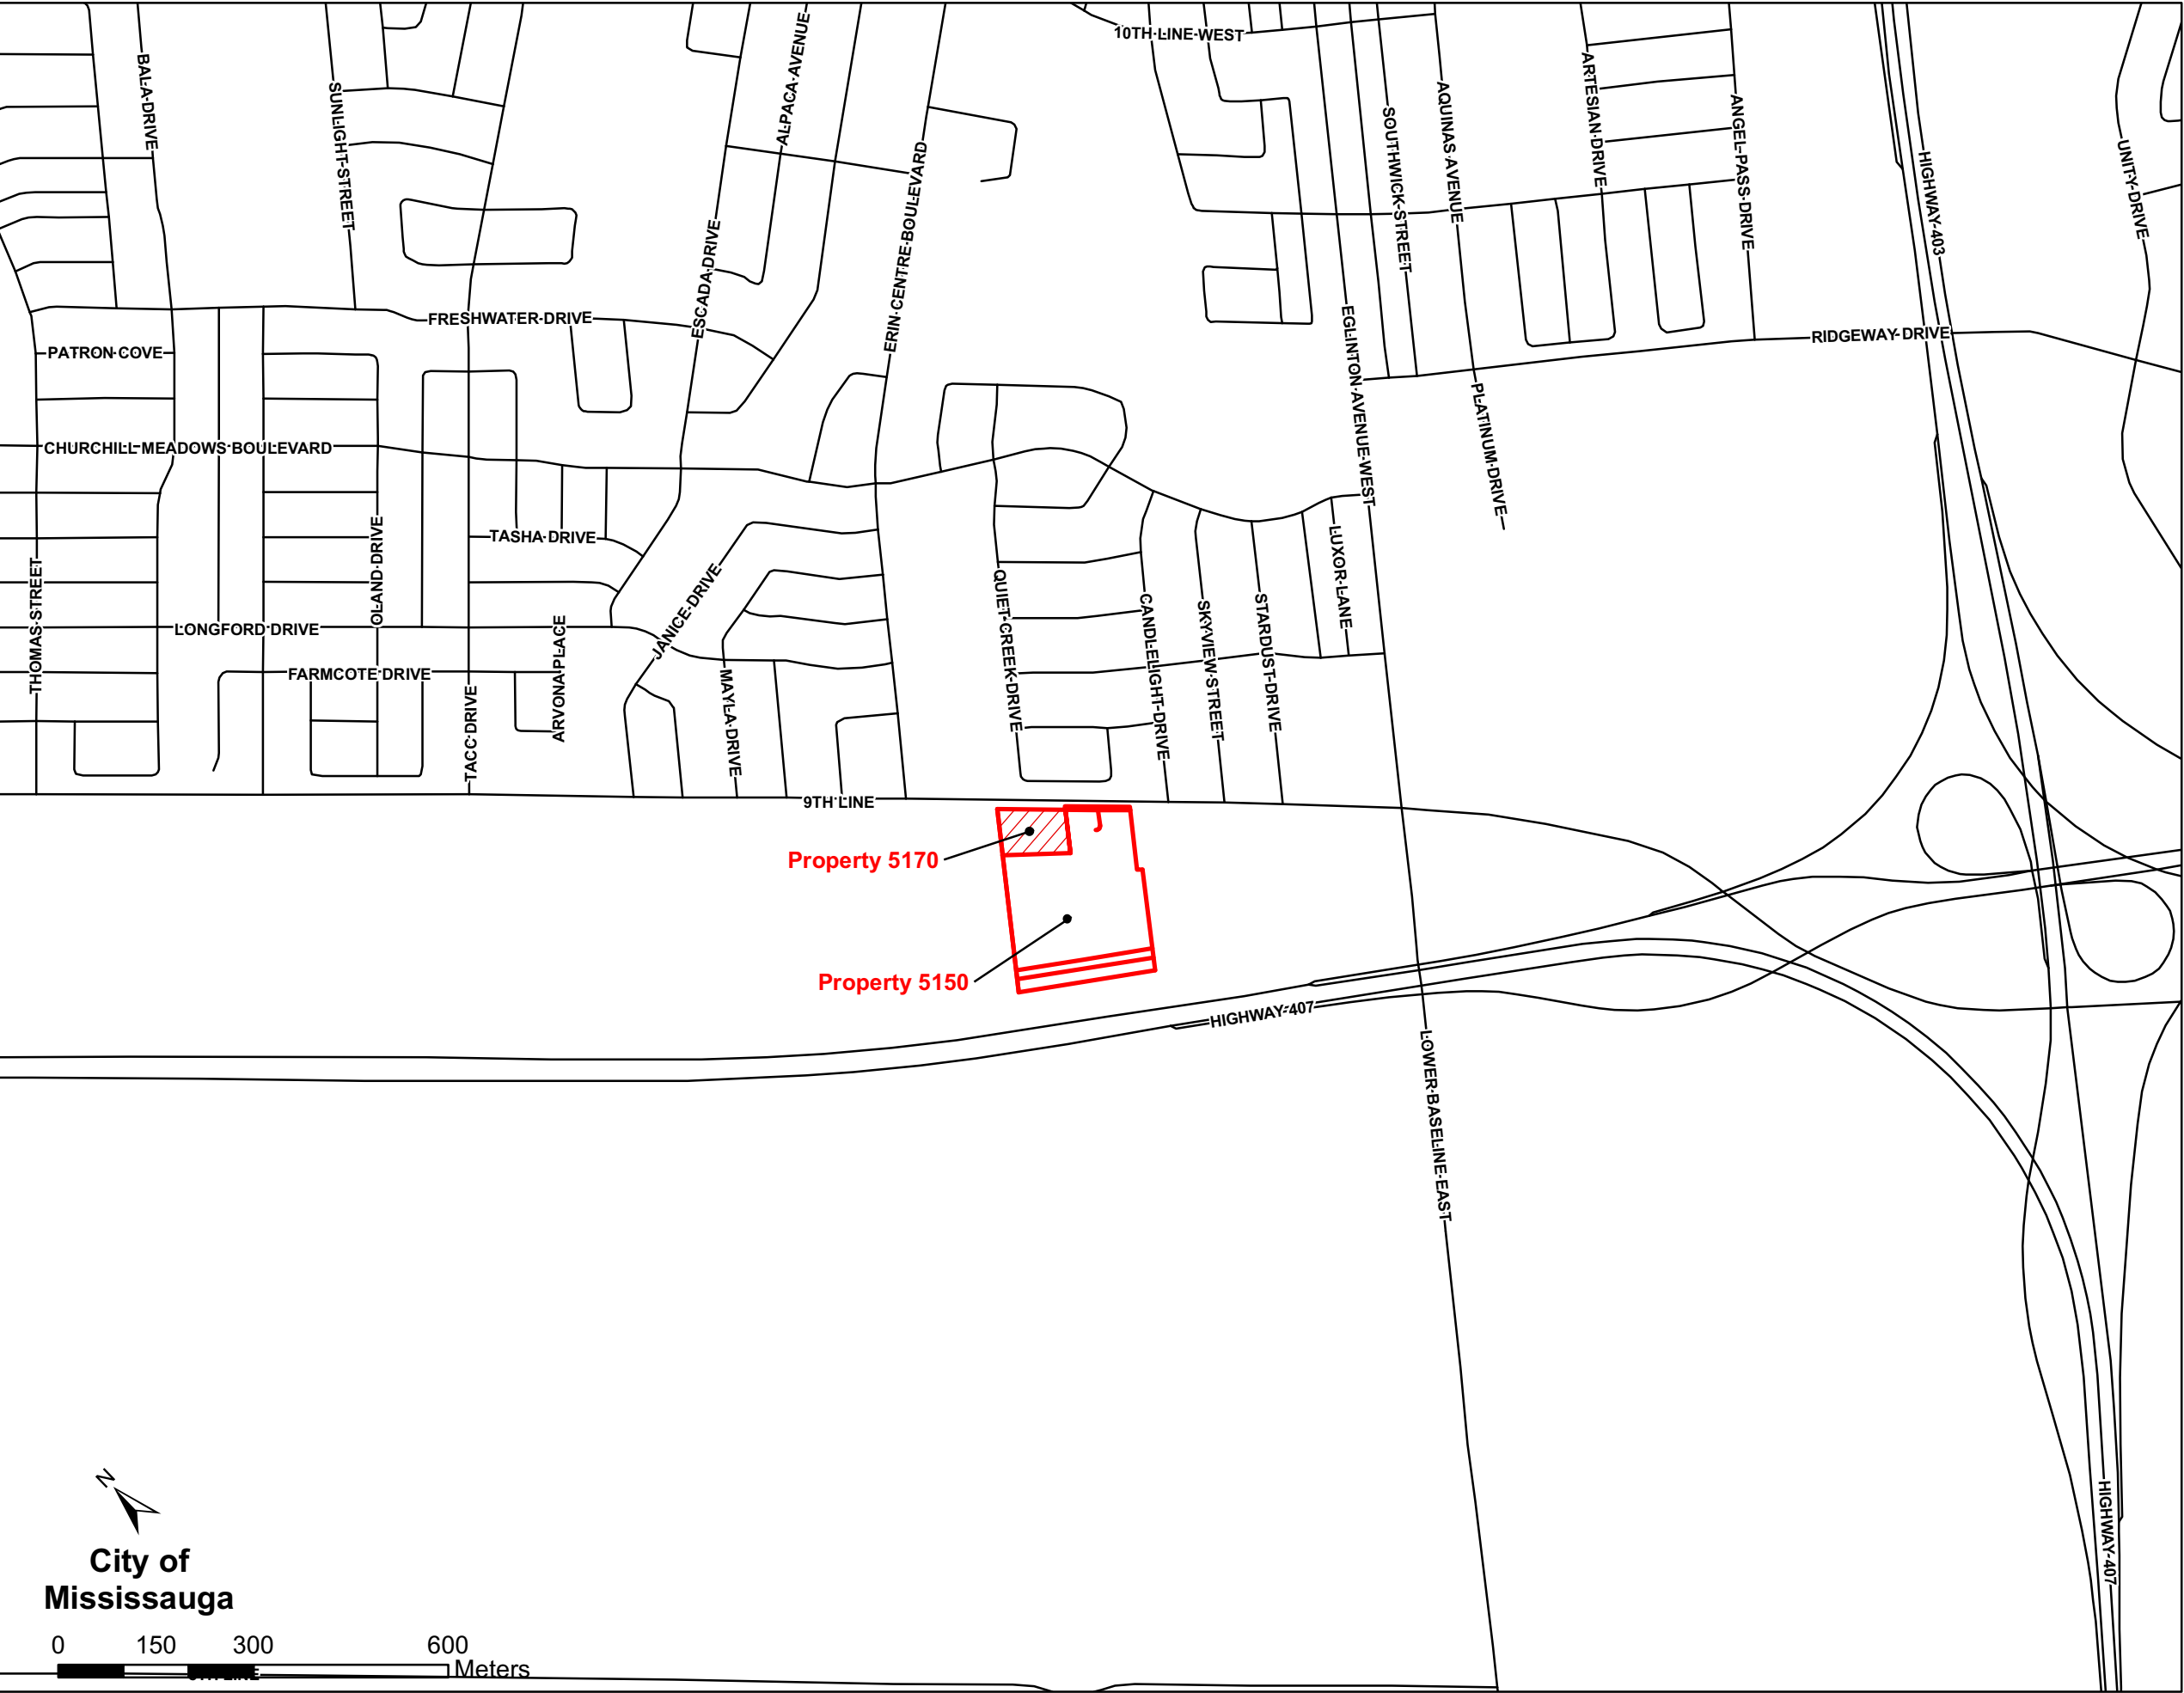 10TH LINE WEST
BALA DRIVE
SUNLIGHT STREET
ALPACA AVENUE
ERIN CENTRE BOULEVARD
ESCADA DRIVE
SOUTHWICK STREET
AQUINAS AVENUE
ARTESIAN DRIVE
ANGEL PASS DRIVE
HIGHWAY 403
UNITY DRIVE
FRESHWATER DRIVE
PATRON COVE
EGLINTON AVENUE WEST
RIDGEWAY DRIVE
PLATINUM DRIVE
CHURCHILL MEADOWS BOULEVARD
TASHA DRIVE
OLAND DRIVE
THOMAS STREET
LONGFORD DRIVE
FARMCOTE DRIVE
TACC DRIVE
ARVONA PLACE
JANICE DRIVE
MAYLA DRIVE
QUIET CREEK DRIVE
CANDLELIGHT DRIVE
SKYVIEW STREET
STARDUST DRIVE
LUXOR LANE
9TH LINE
Property 5170
Property 5150
HIGHWAY 407
LOWER BASELINE EAST
HIGHWAY 407
N
City of
Mississauga
0 150 300 600
Meters